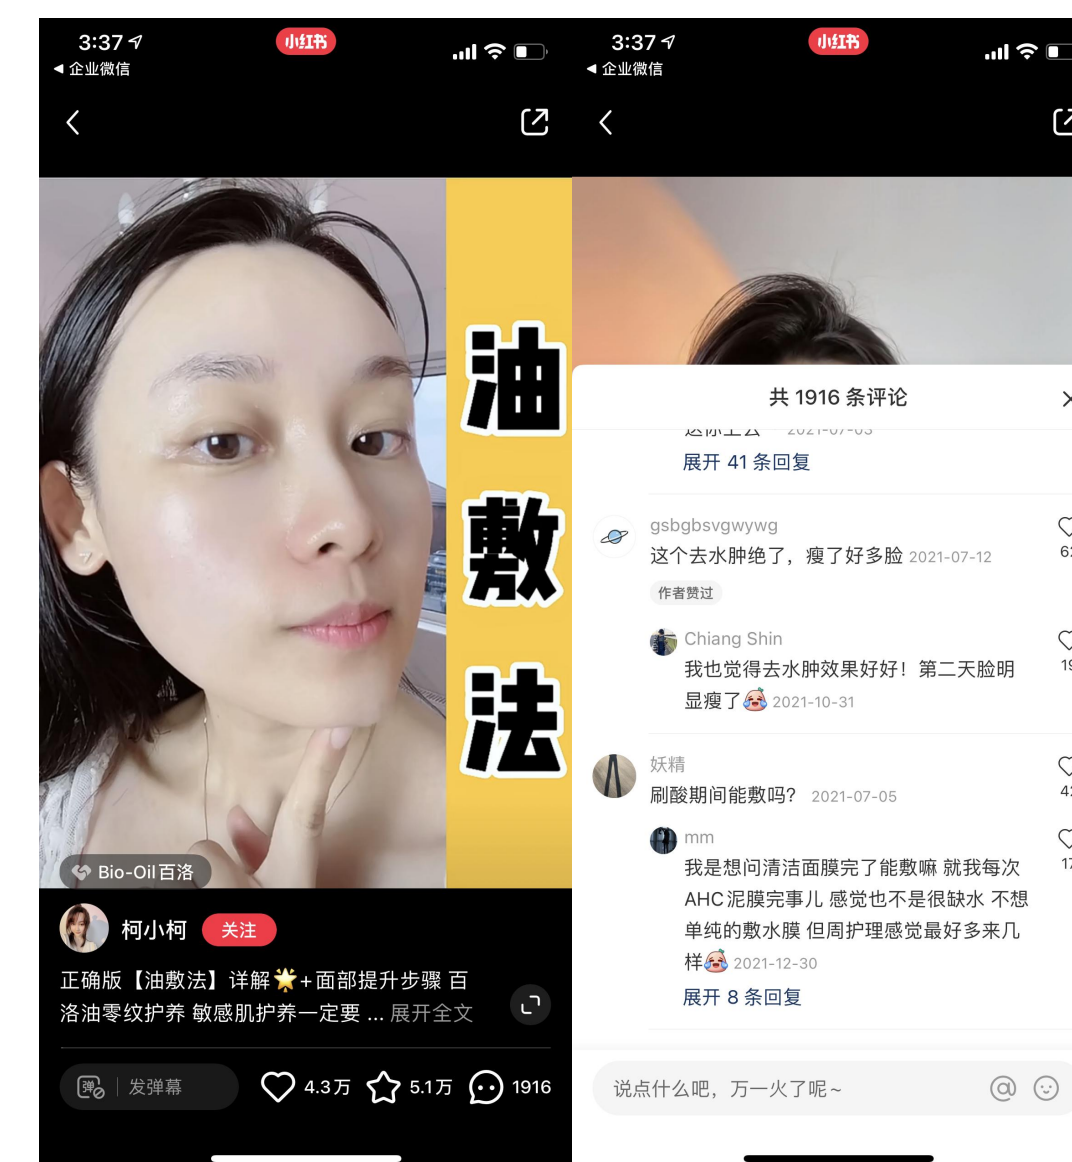 3:37
小红书
企业微信
油
敷
法
Bio-Oil百洛
柯小柯
关注
正确版【油敷法】详解🌟+面部提升步骤 百
洛油零纹护养 敏感肌护养一定要 ... 展开全文
弹
发弹幕
4.3万
5.1万
1916
3:37
小红书
企业微信
共 1916 条评论
2021-07-03
展开 41 条回复
gsbgbsvgwywg
这个去水肿绝了，瘦了好多脸 2021-07-12
作者赞过
Chiang Shin
我也觉得去水肿效果好好！第二天脸明
显瘦了 2021-10-31
妖精
刷酸期间能敷吗？ 2021-07-05
mm
我是想问清洁面膜完了能敷嘛 就我每次
AHC泥膜完事儿 感觉也不是很缺水 不想
单纯的敷水膜 但周护理感觉最好多来几
样 2021-12-30
展开 8 条回复
说点什么吧，万一火了呢~
@